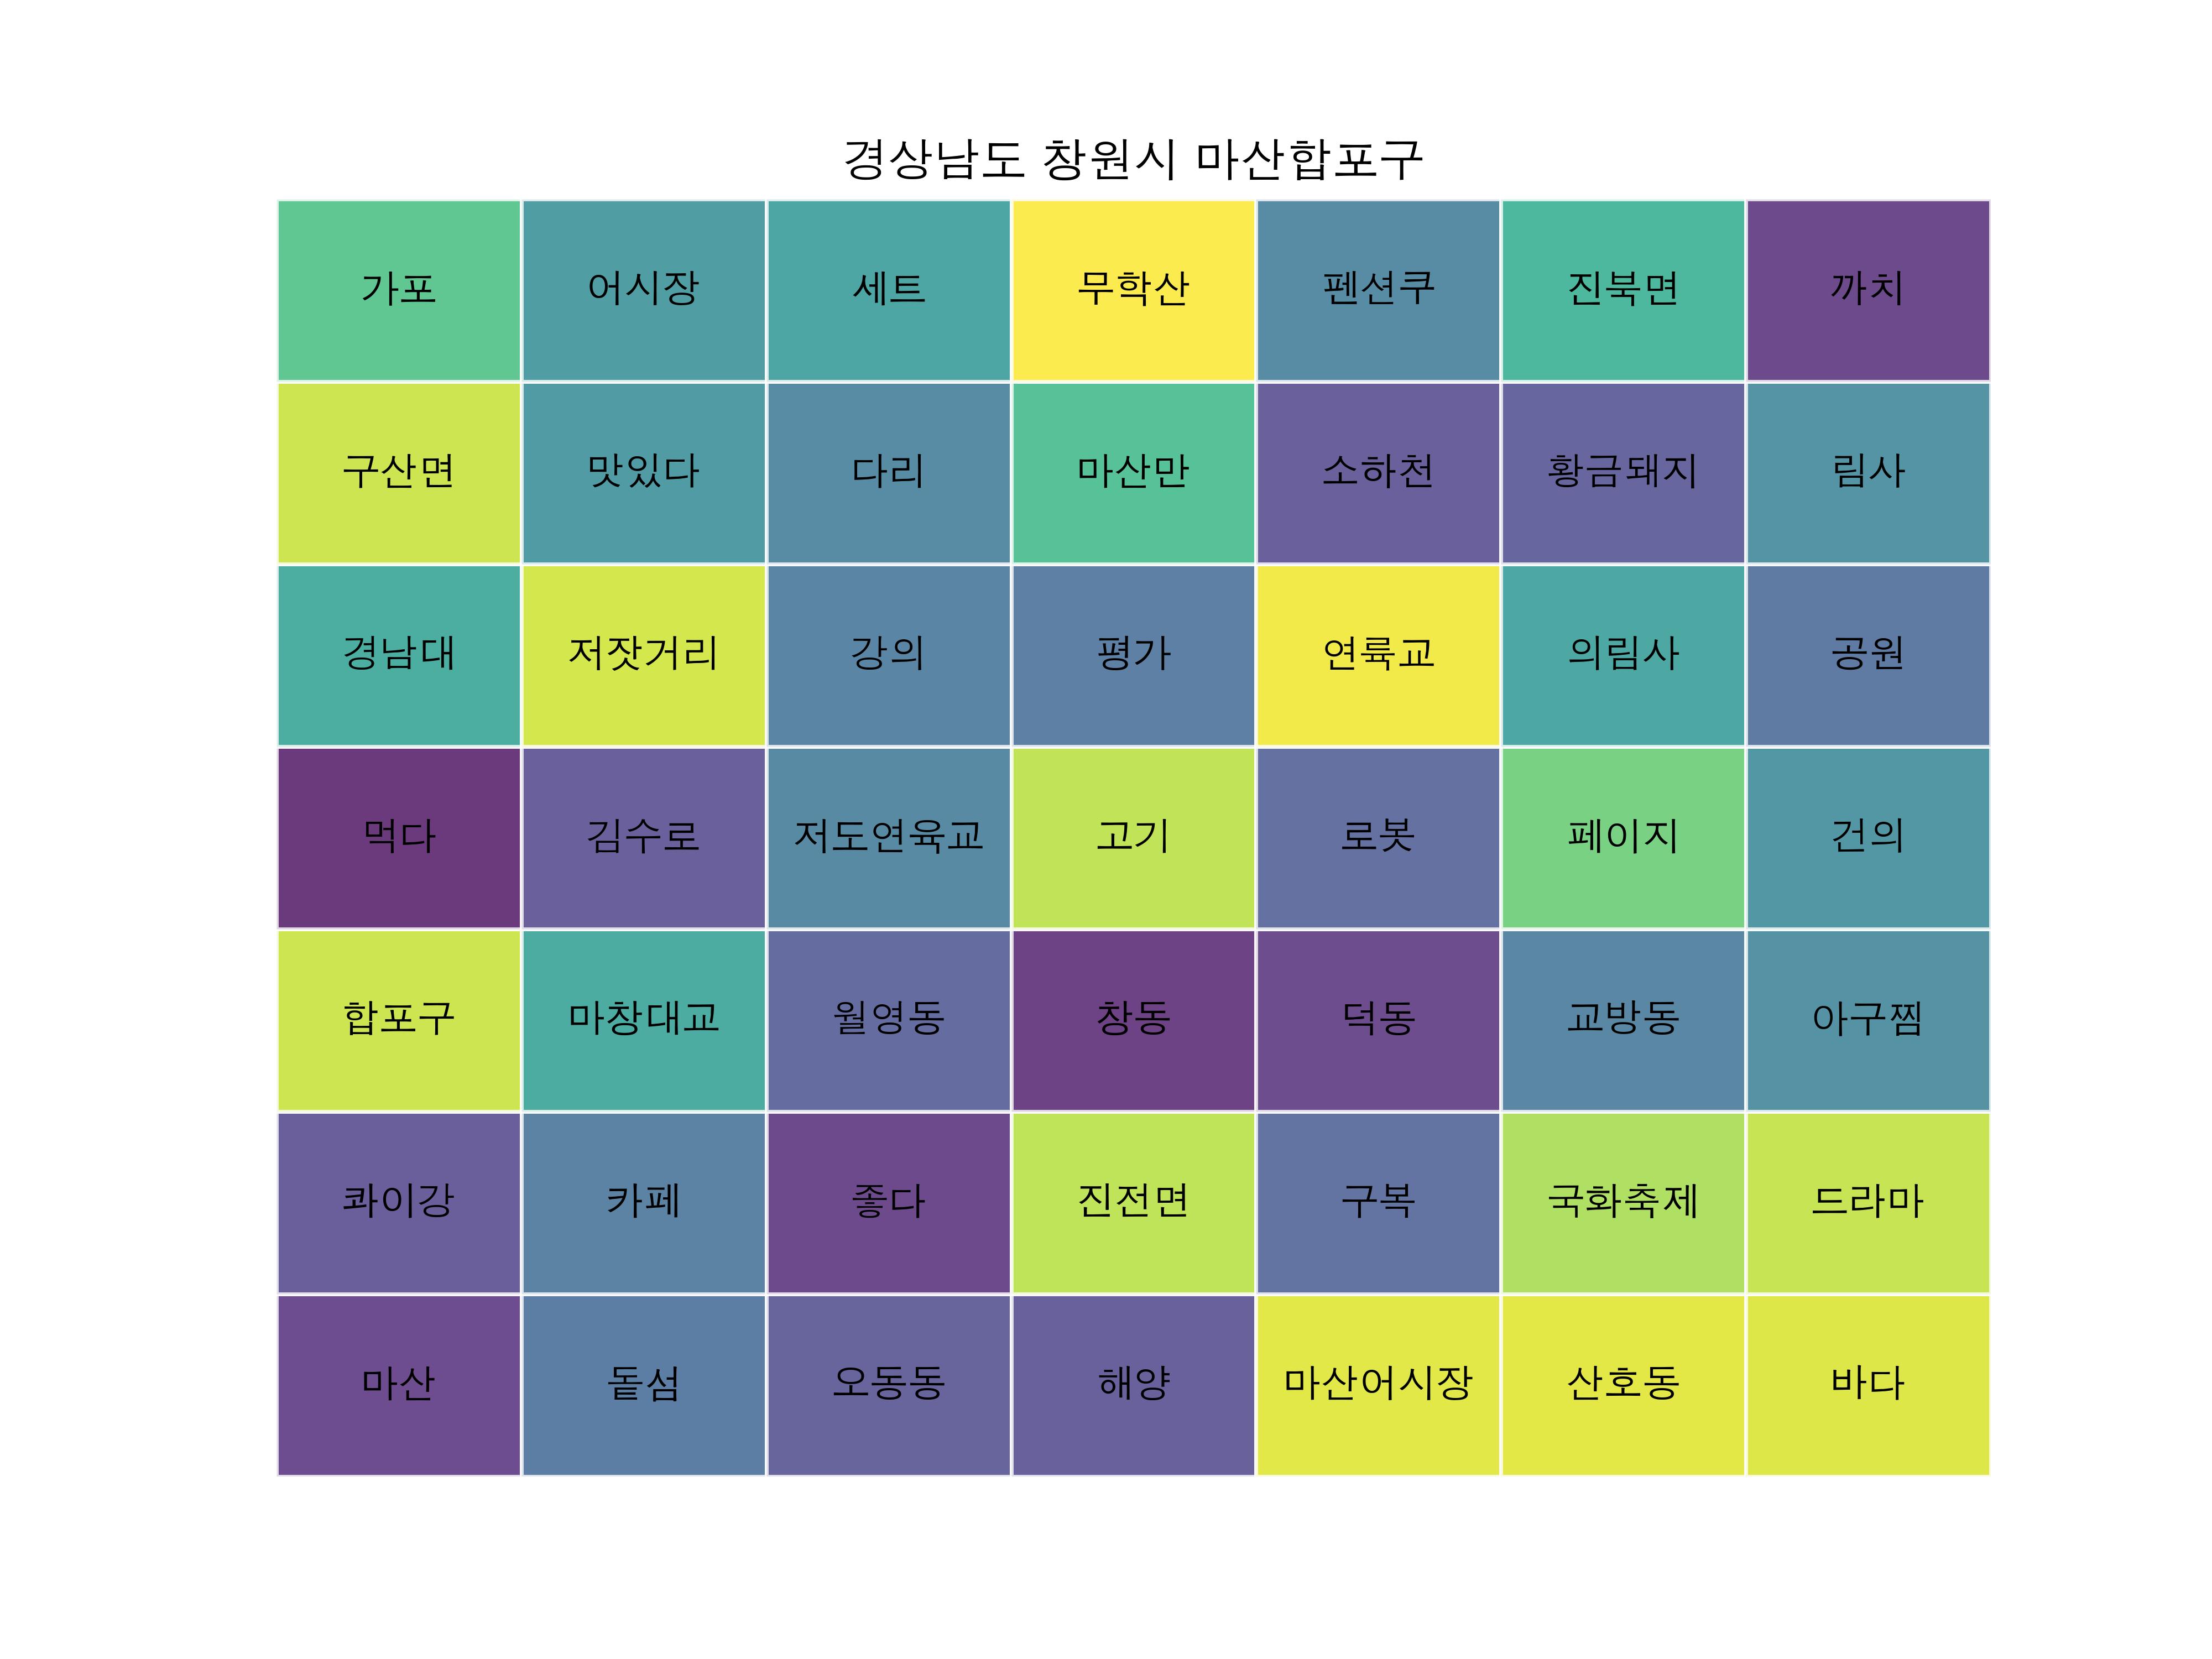 경상남도 창원시 마산합포구
가포 어시장 세트 무학산 펜션쿠 진북면 까치
구산면 맛있다 다리 마산만 소하천 황금돼지 림사
경남대 저잣거리 강의 평가 연륙교 의림사 공원
먹다 김수로 저도연육교 고기 로봇 페이지 건의
합포구 마창대교 월영동 창동 덕동 교방동 아구찜
콰이강 카페 좋다 진전면 구복 국화축제 드라마
마산 돝섬 오동동 해양 마산어시장 산호동 바다